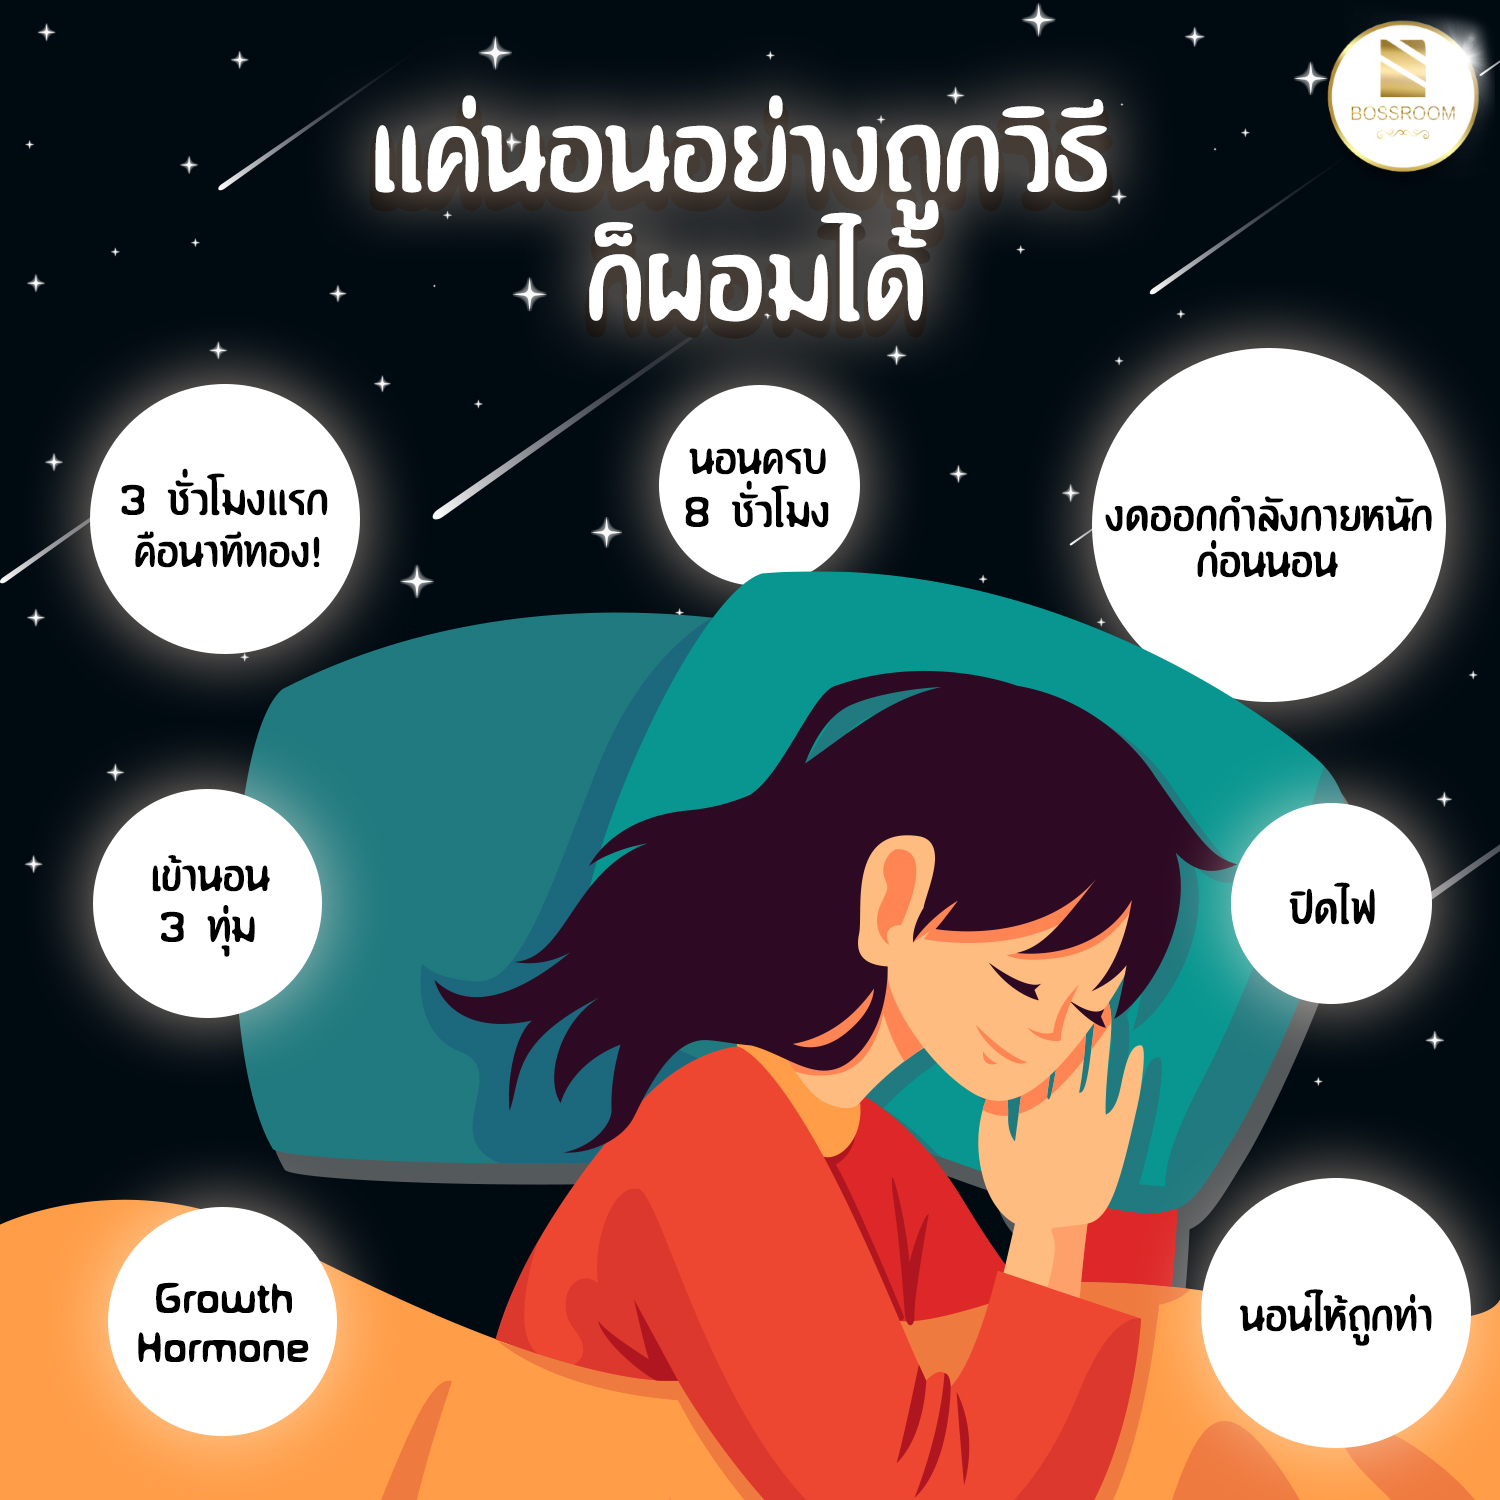 BOSSROOM
แค่นอนอย่างถูกวิธี
ก็ผอมได้
3 ชั่วโมงแรก
คือนาทีทอง!
นอนครบ
8 ชั่วโมง
งดออกกำลังกายหนัก
ก่อนนอน
เข้านอน
3 ทุ่ม
ปิดไฟ
Growth
Hormone
นอนให้ถูกท่า